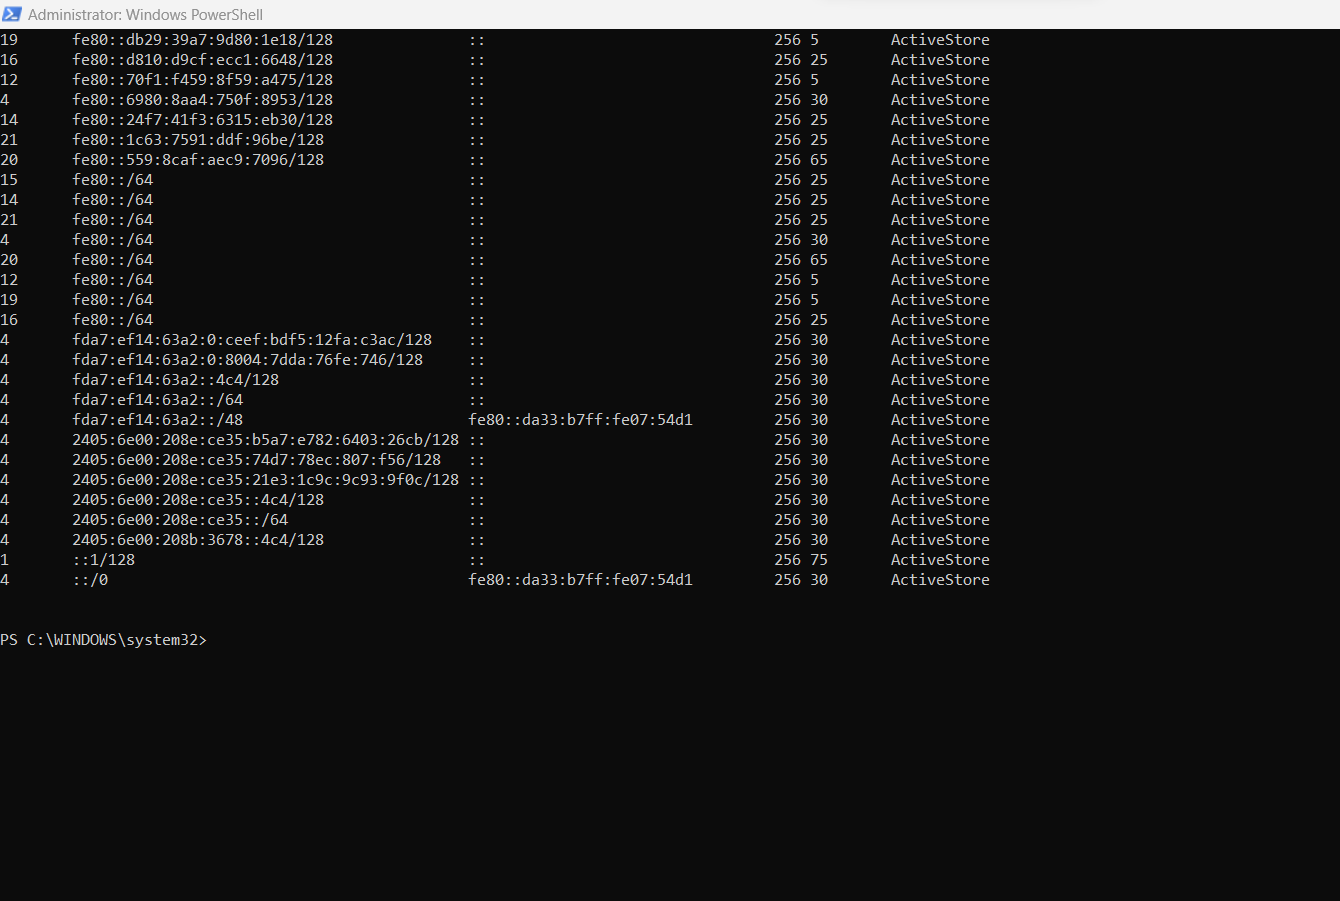 Administrator: Windows PowerShell
19 fe80::db29:39a7:9d80:1e18/128 :: 256 5 ActiveStore
16 fe80::d810:d9cf:ecc1:6648/128 :: 256 25 ActiveStore
12 fe80::70f1:f459:8f59:a475/128 :: 256 5 ActiveStore
4 fe80::6980:8aa4:750f:8953/128 :: 256 30 ActiveStore
14 fe80::24f7:41f3:6315:eb30/128 :: 256 25 ActiveStore
21 fe80::1c63:7591:ddf:96be/128 :: 256 25 ActiveStore
20 fe80::559:8caf:aec9:7096/128 :: 256 65 ActiveStore
15 fe80::/64 :: 256 25 ActiveStore
14 fe80::/64 :: 256 25 ActiveStore
21 fe80::/64 :: 256 25 ActiveStore
4 fe80::/64 :: 256 30 ActiveStore
20 fe80::/64 :: 256 65 ActiveStore
12 fe80::/64 :: 256 5 ActiveStore
19 fe80::/64 :: 256 5 ActiveStore
16 fe80::/64 :: 256 25 ActiveStore
4 fda7:ef14:63a2:0:ceef:bdf5:12fa:c3ac/128 :: 256 30 ActiveStore
4 fda7:ef14:63a2:0:8004:7dda:76fe:746/128 :: 256 30 ActiveStore
4 fda7:ef14:63a2::4c4/128 :: 256 30 ActiveStore
4 fda7:ef14:63a2::/64 :: 256 30 ActiveStore
4 fda7:ef14:63a2::/48 fe80::da33:b7ff:fe07:54d1 256 30 ActiveStore
4 2405:6e00:208e:ce35:b5a7:e782:6403:26cb/128 :: 256 30 ActiveStore
4 2405:6e00:208e:ce35:74d7:78ec:807:f56/128 :: 256 30 ActiveStore
4 2405:6e00:208e:ce35:21e3:1c9c:9c93:9f0c/128 :: 256 30 ActiveStore
4 2405:6e00:208e:ce35::4c4/128 :: 256 30 ActiveStore
4 2405:6e00:208e:ce35::/64 :: 256 30 ActiveStore
4 2405:6e00:208b:3678::4c4/128 :: 256 30 ActiveStore
1 ::1/128 :: 256 75 ActiveStore
4 ::/0 fe80::da33:b7ff:fe07:54d1 256 30 ActiveStore
PS C:\WINDOWS\system32>